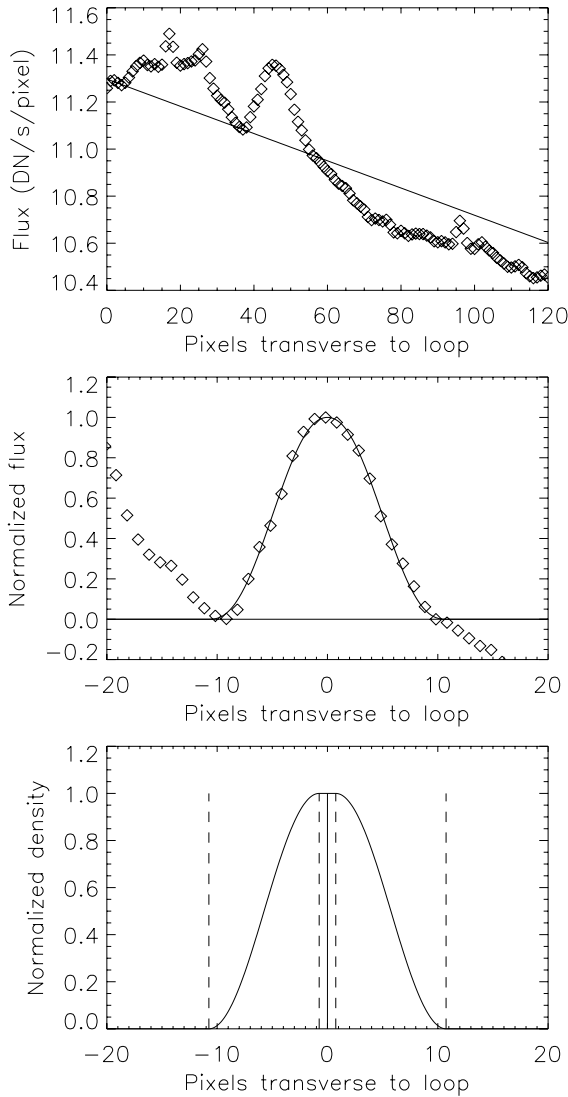 11.6
11.4
11.2
11.0
10.8
10.6
10.4
Flux (DN/s/pixel)
0 20 40 60 80 100 120
Pixels transverse to loop
1.2
1.0
0.8
0.6
0.4
0.2
0.0
−0.2
Normalized flux
−20 −10 0 10 20
Pixels transverse to loop
1.2
1.0
0.8
0.6
0.4
0.2
0.0
Normalized density
−20 −10 0 10 20
Pixels transverse to loop